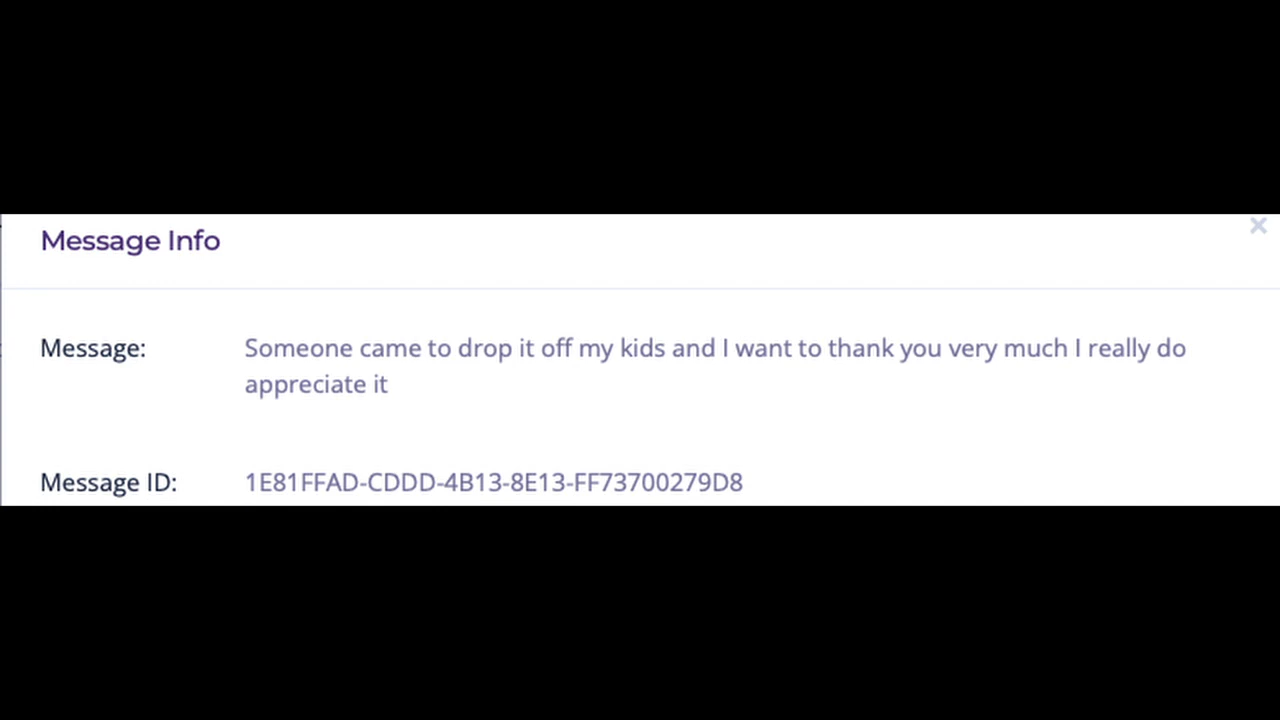 Message Info
Message: Someone came to drop it off my kids and I want to thank you very much I really do
appreciate it
Message ID: 1E81FFAD-CDDD-4B13-8E13-FF73700279D8